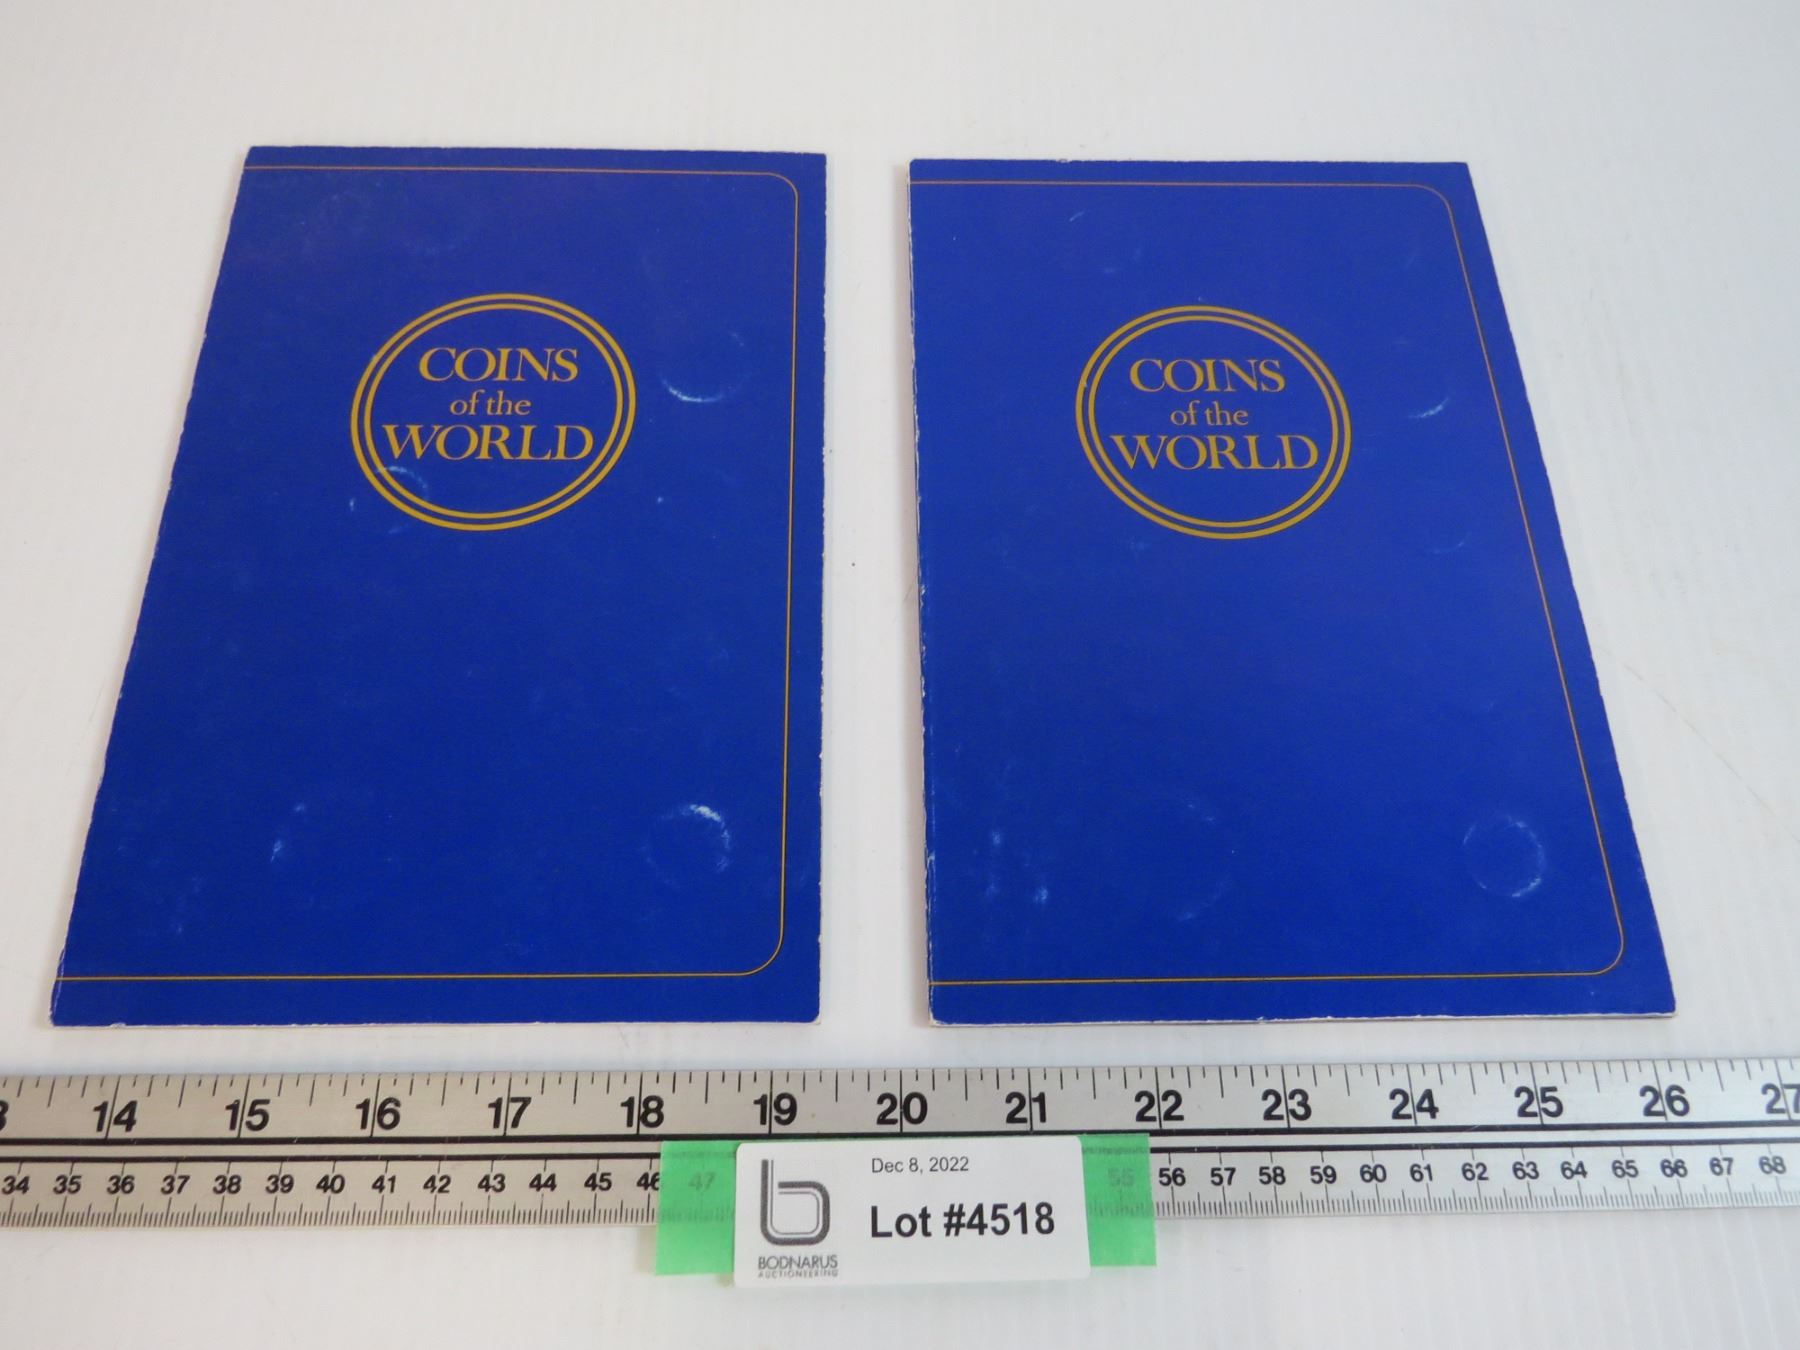 COINS
of the
WORLD
COINS
of the
WORLD
14 15 16 17 18 19 20 21 22 23 24 25 26 27
34 35 36 37 38 39 40 41 42 43 44 45 46 47 55 56 57 58 59 60 61 62 63 64 65 66 67 68
Dec 8, 2022
Lot #4518
BODNARUS
AUCTIONEERING